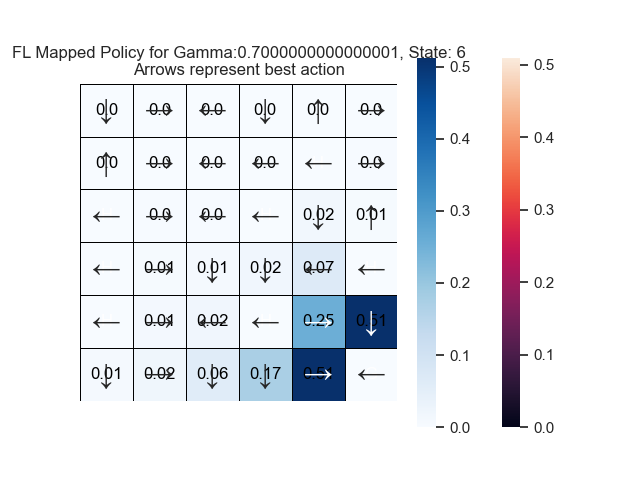 FL Mapped Policy for Gamma:0.7000000000000001, State: 6
Arrows represent best action
0.0 0.0 0.0 0.0 0.0 0.0
0.0 0.0 0.0 0.0 0.0
0.0 0.0 0.02 0.01
0.01 0.01 0.02 0.07
0.01 0.02 0.25 0.51
0.01 0.02 0.06 0.17 0.51
0.5
0.4
0.3
0.2
0.1
0.0
0.5
0.4
0.3
0.2
0.1
0.0